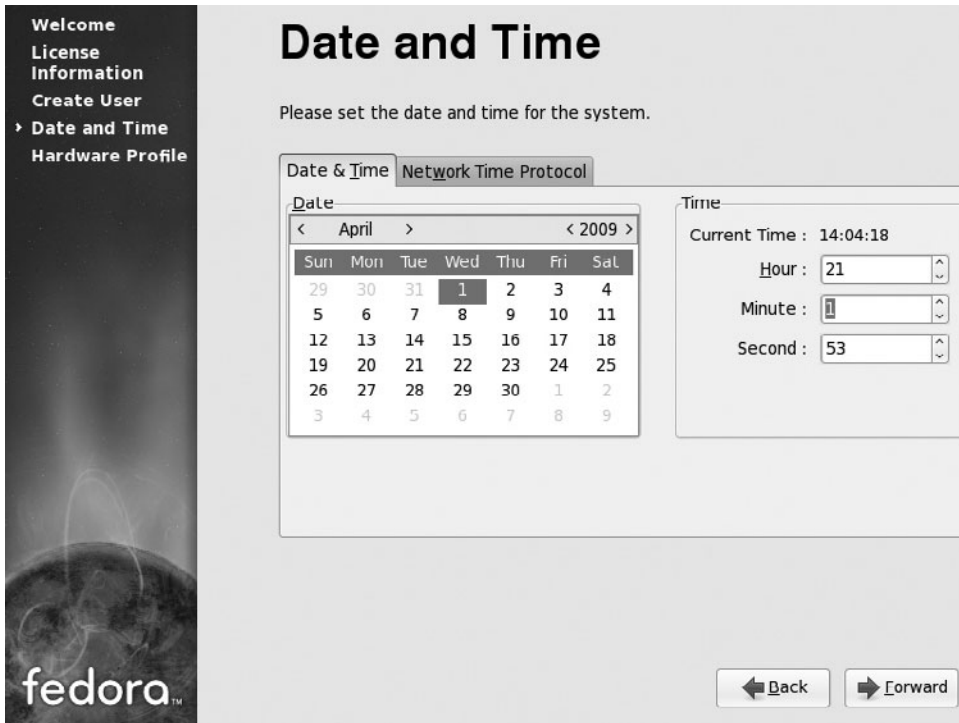 Welcome
License
Information
Create User
› Date and Time
Hardware Profile
fedora™
Date and Time
Please set the date and time for the system.
Date & Time Network Time Protocol
Date
< April > < 2009 >
Sun Mon Tue Wed Thu Fri Sat
29 30 31 1 2 3 4
5 6 7 8 9 10 11
12 13 14 15 16 17 18
19 20 21 22 23 24 25
26 27 28 29 30 1 2
3 4 5 6 7 8 9
Time
Current Time : 14:04:18
Hour : 21
Minute : 1
Second : 53
Back Forward